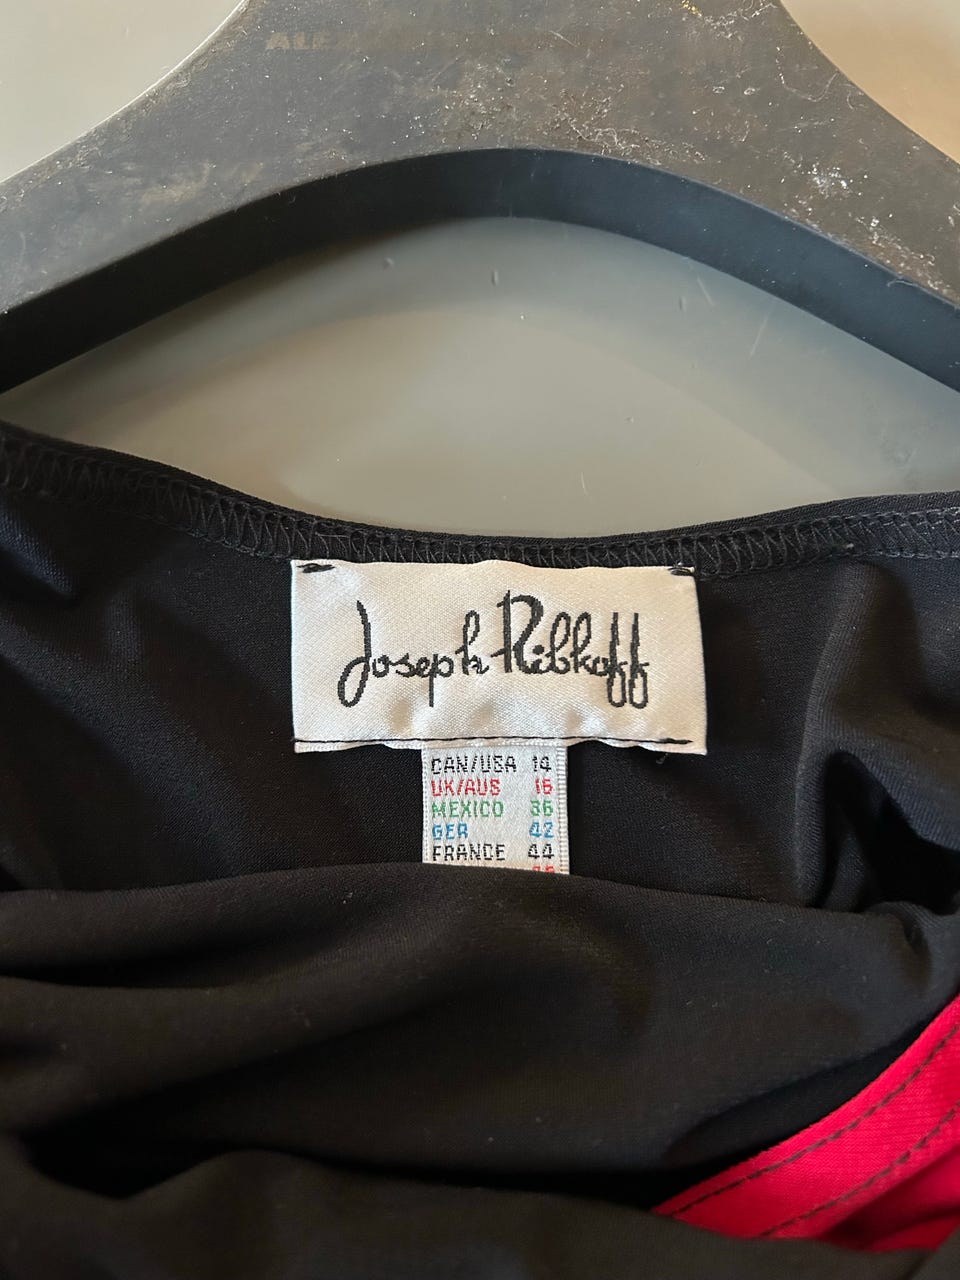 Joseph Ribkoff
CAN/USA 14
UK/AUS 16
MEXICO 36
GER 42
FRANCE 44